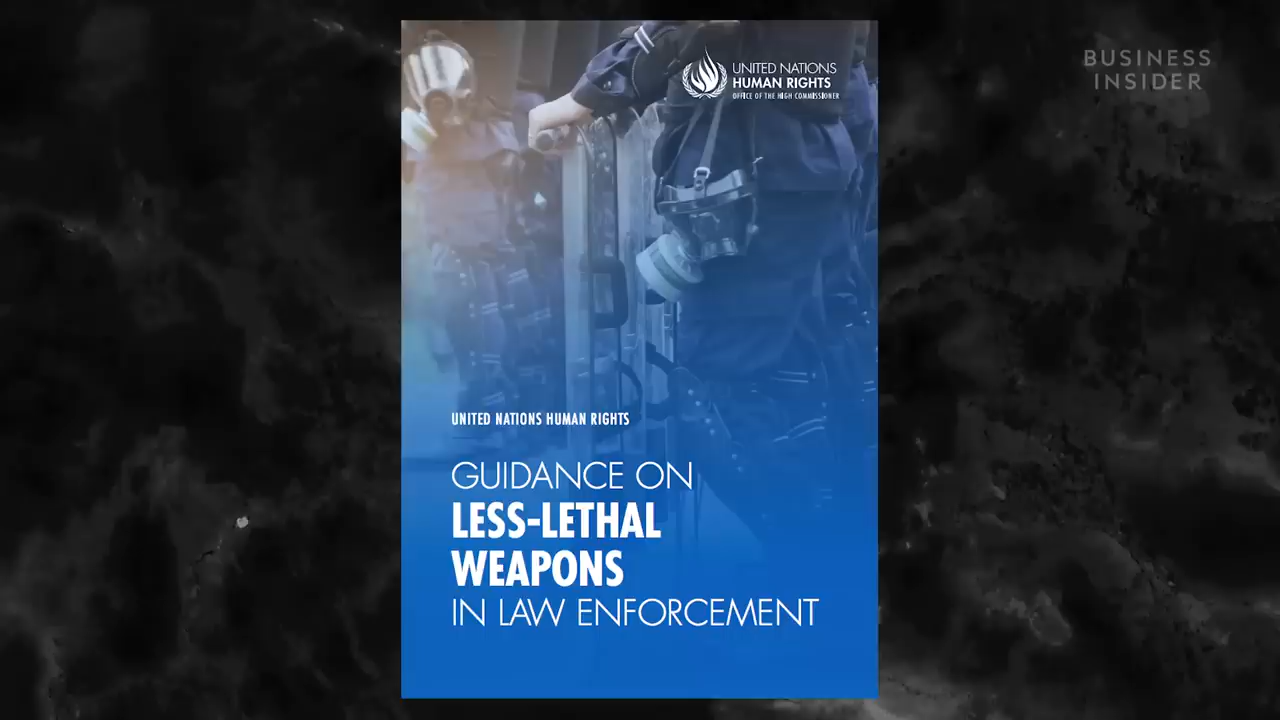 BUSINESS
INSIDER
UNITED NATIONS
HUMAN RIGHTS
OFFICE OF THE HIGH COMMISSIONER
UNITED NATIONS HUMAN RIGHTS
GUIDANCE ON
LESS-LETHAL
WEAPONS
IN LAW ENFORCEMENT